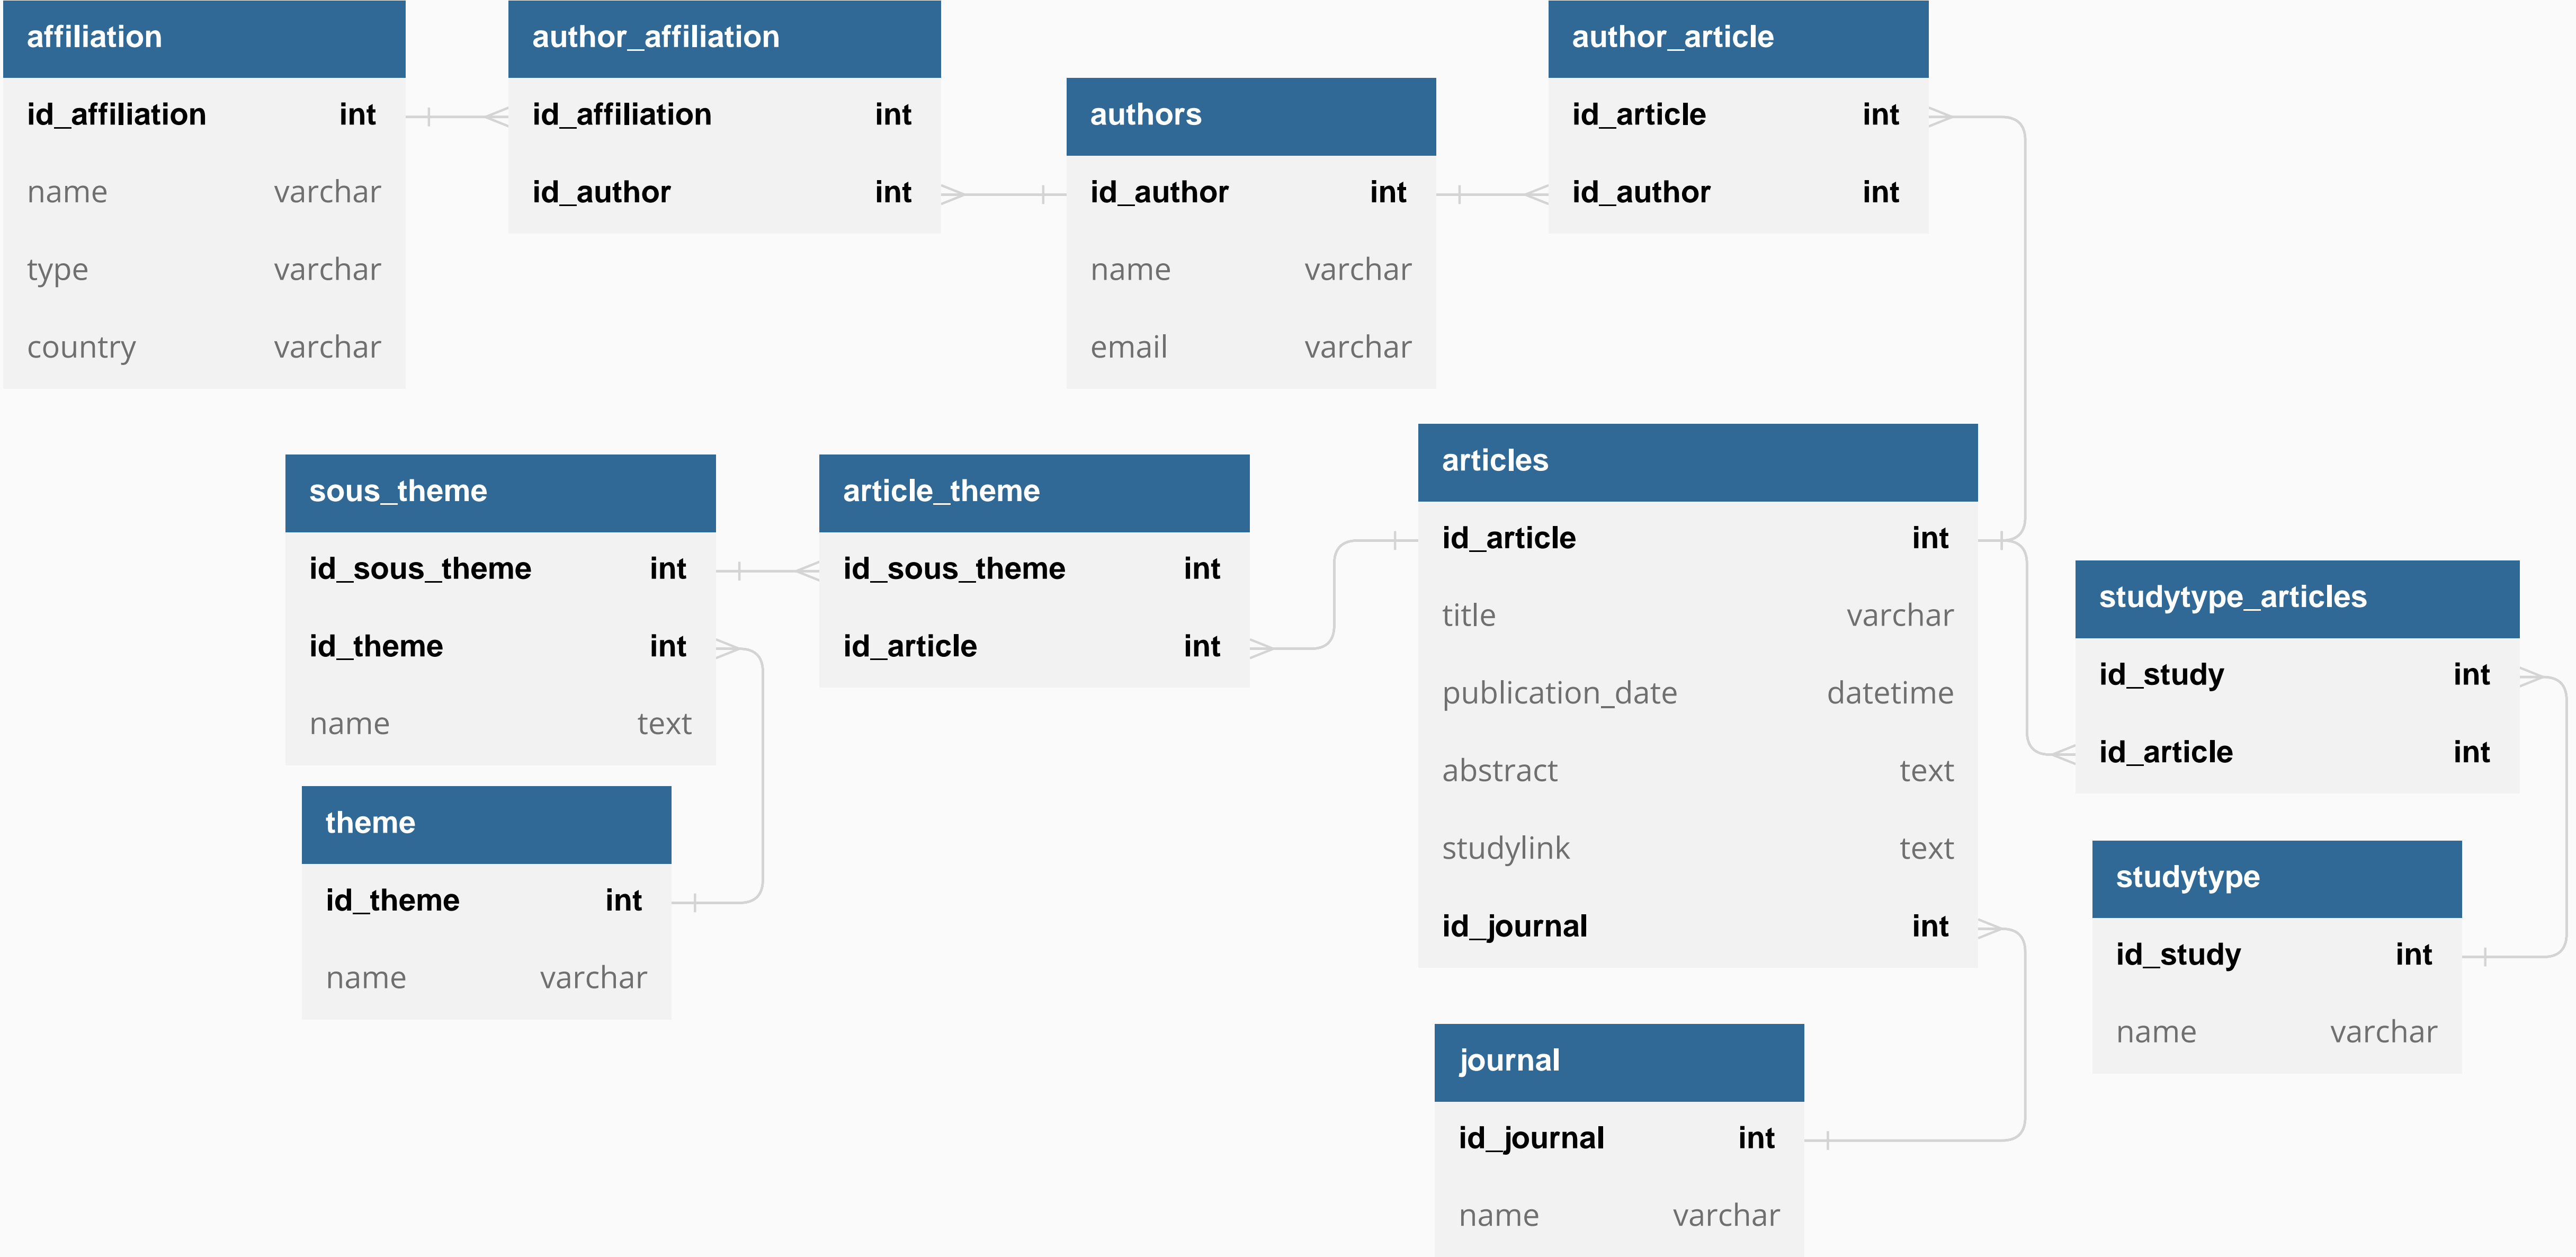 affiliation
id_affiliation int
name varchar
type varchar
country varchar
author_affiliation
id_affiliation int
id_author int
authors
id_author int
name varchar
email varchar
author_article
id_article int
id_author int
sous_theme
id_sous_theme int
id_theme int
name text
article_theme
id_sous_theme int
id_article int
articles
id_article int
title varchar
publication_date datetime
abstract text
studylink text
id_journal int
studytype_articles
id_study int
id_article int
theme
id_theme int
name varchar
studytype
id_study int
name varchar
journal
id_journal int
name varchar